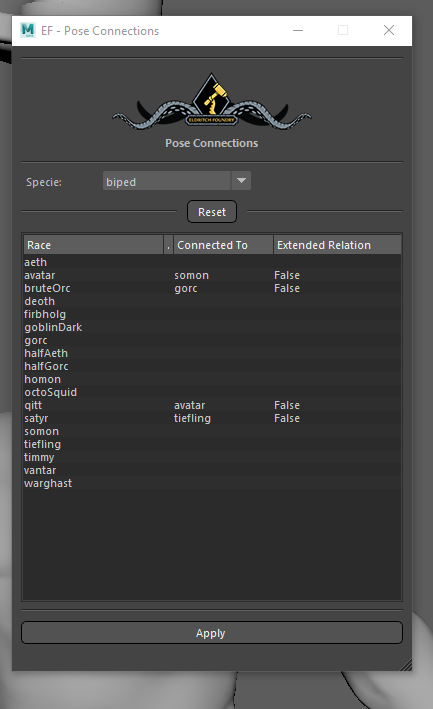 EF - Pose Connections
ELDRITCH FOUNDRY
Pose Connections
Specie: biped
Reset
Race . Connected To Extended Relation
aeth
avatar somon False
bruteOrc gorc False
deoth
firbholg
goblinDark
gorc
halfAeth
halfGorc
homon
octoSquid
qitt avatar False
satyr tiefling False
somon
tiefling
timmy
vantar
warghast
Apply